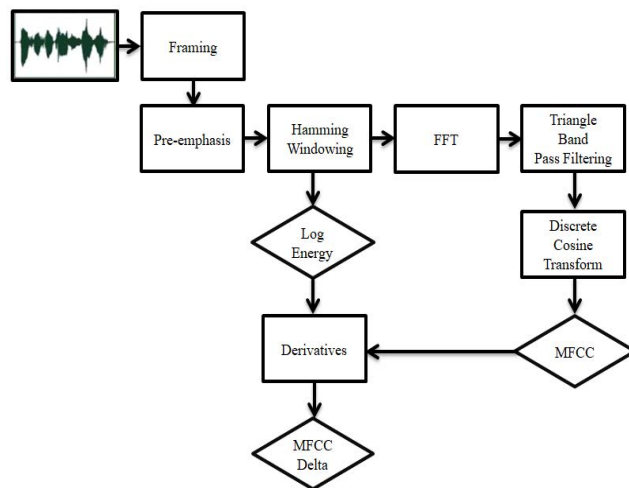 Framing
Pre-emphasis
Hamming
Windowing
FFT
Triangle
Band
Pass Filtering
Log
Energy
Discrete
Cosine
Transform
Derivatives
MFCC
MFCC
Delta